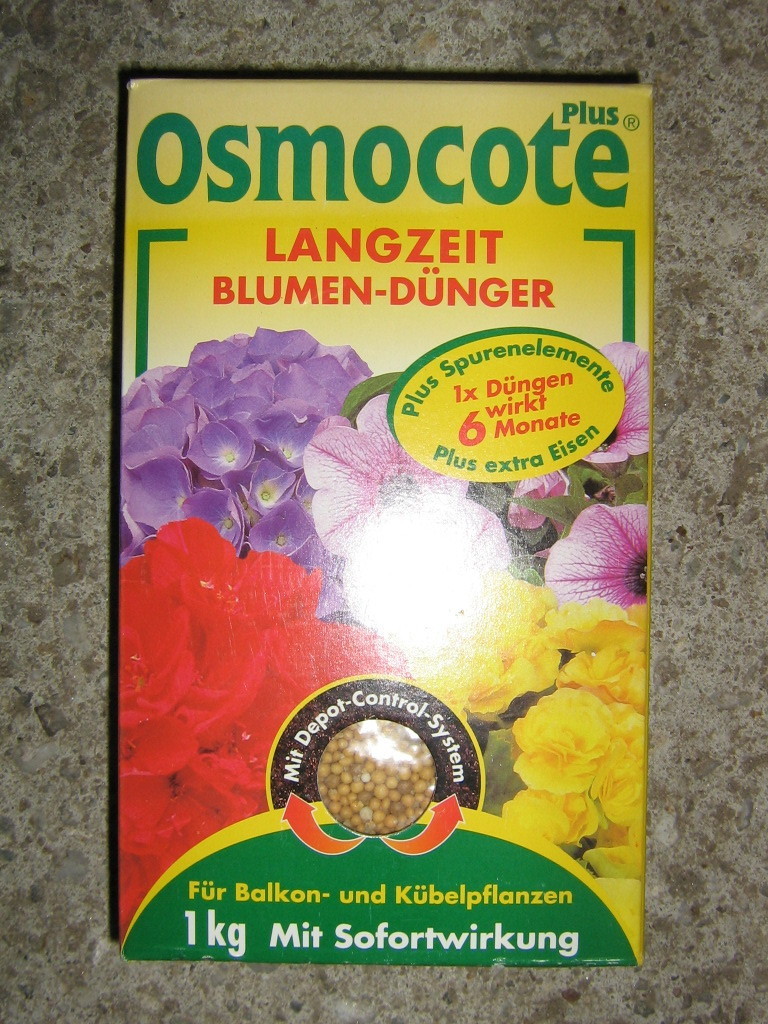 Osmocote Plus®
LANGZEIT
BLUMEN-DÜNGER
Plus Spurenelemente
1x Düngen
wirkt
6 Monate
Plus extra Eisen
Mit Depot-Control-System
Für Balkon- und Kübelpflanzen
1kg Mit Sofortwirkung